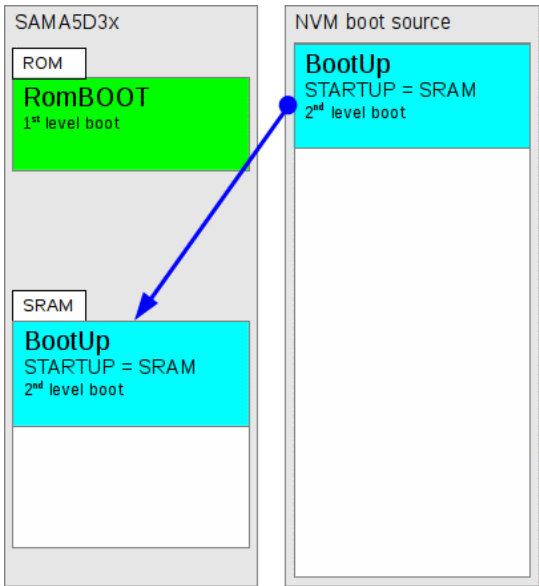 SAMA5D3x
ROM
RomBOOT
1st level boot
SRAM
BootUp
STARTUP = SRAM
2nd level boot
NVM boot source
BootUp
STARTUP = SRAM
2nd level boot